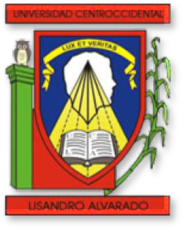 UNIVERSIDAD CENTROCCIDENTAL
LUX ET VERITAS
LISANDRO ALVARADO